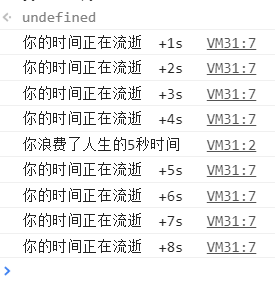 undefined
你的时间正在流逝 +1s VM31:7
你的时间正在流逝 +2s VM31:7
你的时间正在流逝 +3s VM31:7
你的时间正在流逝 +4s VM31:7
你浪费了人生的5秒时间 VM31:2
你的时间正在流逝 +5s VM31:7
你的时间正在流逝 +6s VM31:7
你的时间正在流逝 +7s VM31:7
你的时间正在流逝 +8s VM31:7